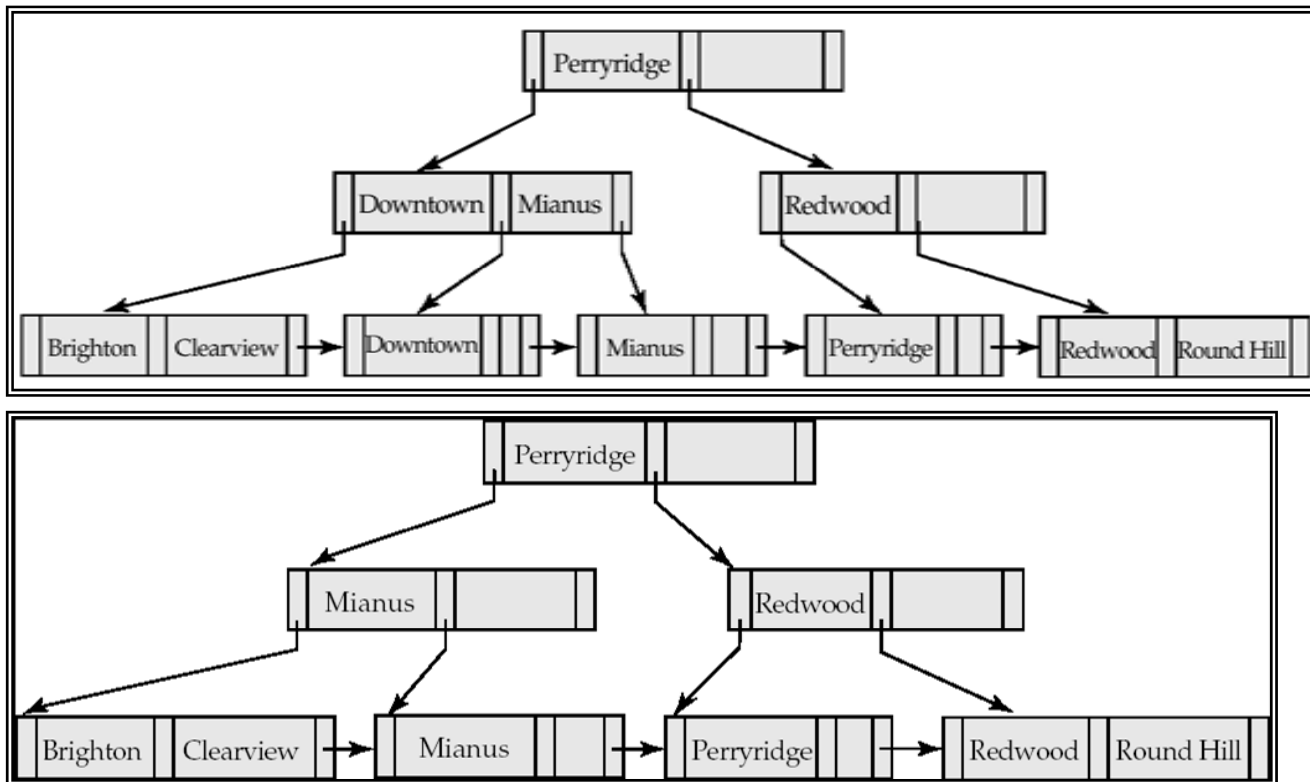 Perryridge
Downtown Mianus Redwood
Brighton Clearview Downtown Mianus Perryridge Redwood Round Hill
Perryridge
Mianus Redwood
Brighton Clearview Mianus Perryridge Redwood Round Hill